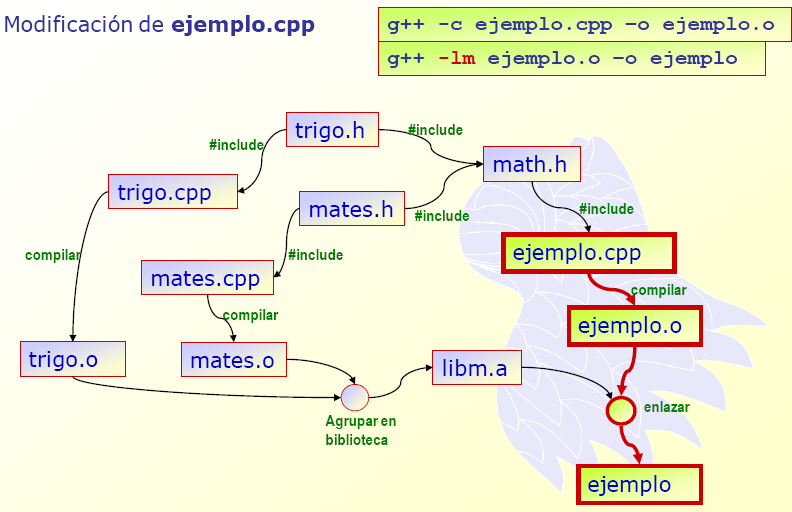 Modificación de ejemplo.cpp
g++ -c ejemplo.cpp –o ejemplo.o
g++ -lm ejemplo.o –o ejemplo
trigo.h
#include
#include
math.h
trigo.cpp
mates.h
#include
#include
compilar
#include
ejemplo.cpp
mates.cpp
compilar
compilar
ejemplo.o
trigo.o
mates.o
libm.a
Agrupar en
biblioteca
enlazar
ejemplo